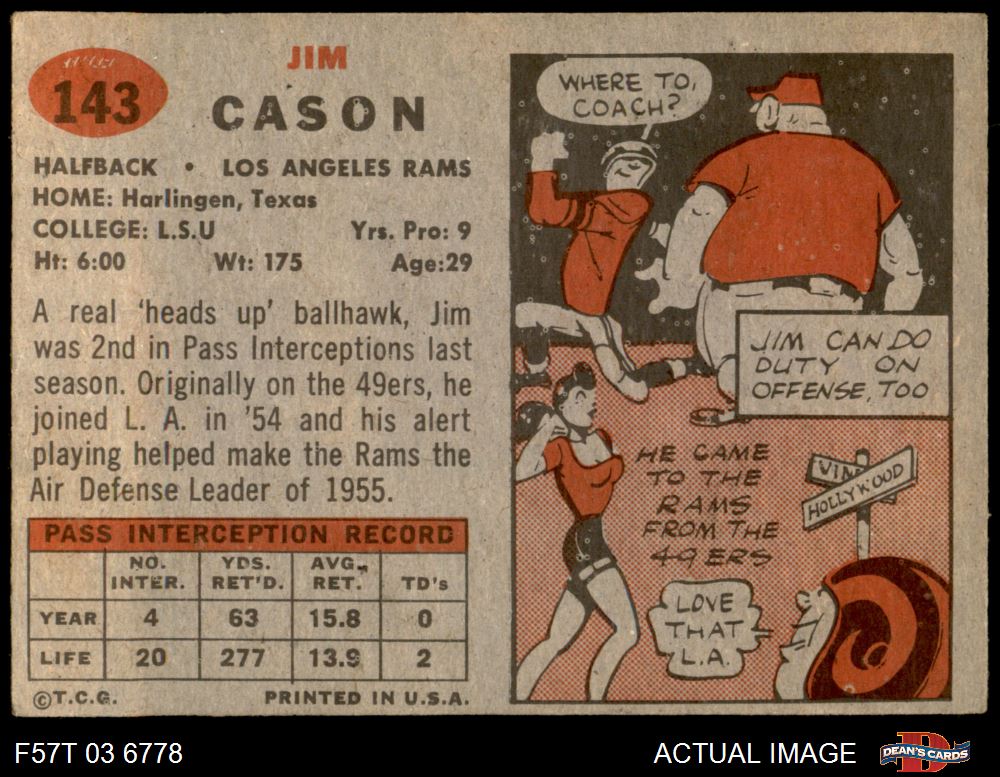 143
JIM
CASON
HALFBACK • LOS ANGELES RAMS
HOME: Harlingen, Texas
COLLEGE: L.S.U Yrs. Pro: 9
Ht: 6:00 Wt: 175 Age:29
A real 'heads up' ballhawk, Jim
was 2nd in Pass Interceptions last
season. Originally on the 49ers, he
joined L. A. in '54 and his alert
playing helped make the Rams the
Air Defense Leader of 1955.
PASS INTERCEPTION RECORD
NO. INTER. YDS. RET'D. AVG. RET. TD's
YEAR 4 63 15.8 0
LIFE 20 277 13.9 2
©T.C.G. PRINTED IN U.S.A.
WHERE TO,
COACH?
JIM CAN DO
DUTY ON
OFFENSE, TOO
HE CAME
TO THE
RAMS
FROM THE
49ERS
VINE
HOLLYWOOD
LOVE
THAT
L.A.
F57T 03 6778
ACTUAL IMAGE
DEAN'S CARDS